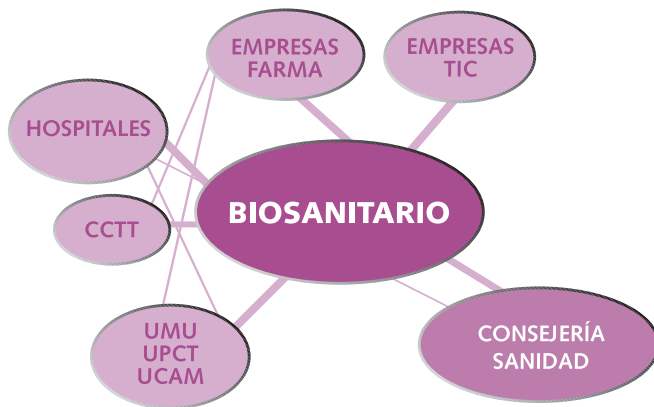 EMPRESAS
FARMA
EMPRESAS
TIC
HOSPITALES
BIOSANITARIO
CCTT
UMU
UPCT
UCAM
CONSEJERÍA
SANIDAD